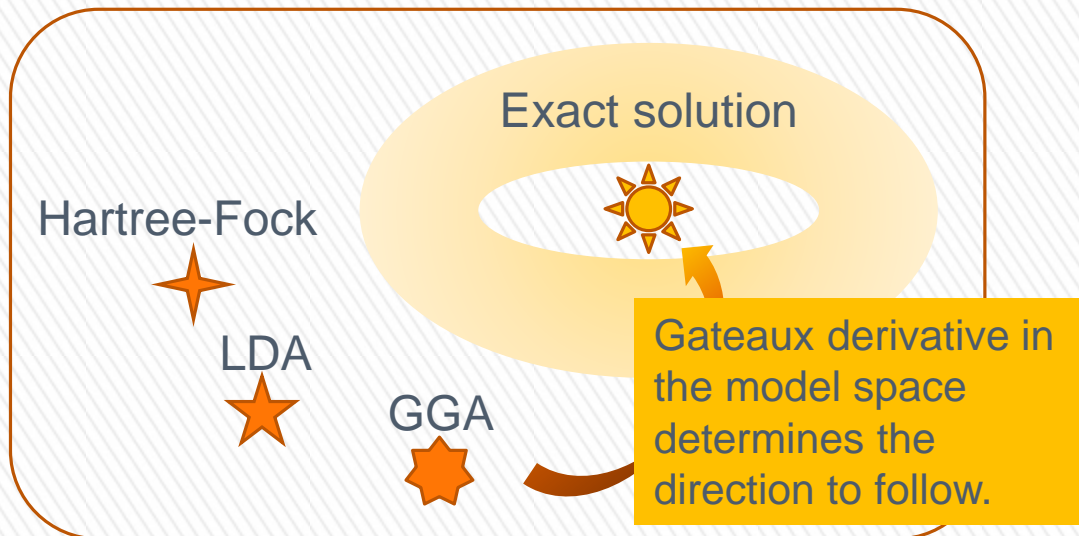 Exact solution
Hartree-Fock
LDA
GGA
Gateaux derivative in
the model space
determines the
direction to follow.